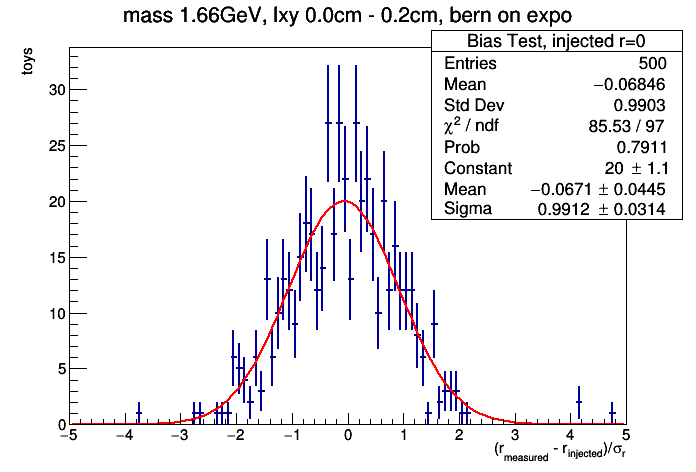 mass 1.66GeV, lxy 0.0cm - 0.2cm, bern on expo
toys
Bias Test, injected r=0
Entries 500
Mean −0.06846
Std Dev 0.9903
χ² / ndf 85.53 / 97
Prob 0.7911
Constant 20 ± 1.1
Mean −0.0671 ± 0.0445
Sigma 0.9912 ± 0.0314
30
25
20
15
10
5
0
−5 −4 −3 −2 −1 0 1 2 3 4 5
(r_measured - r_injected)/σ_r